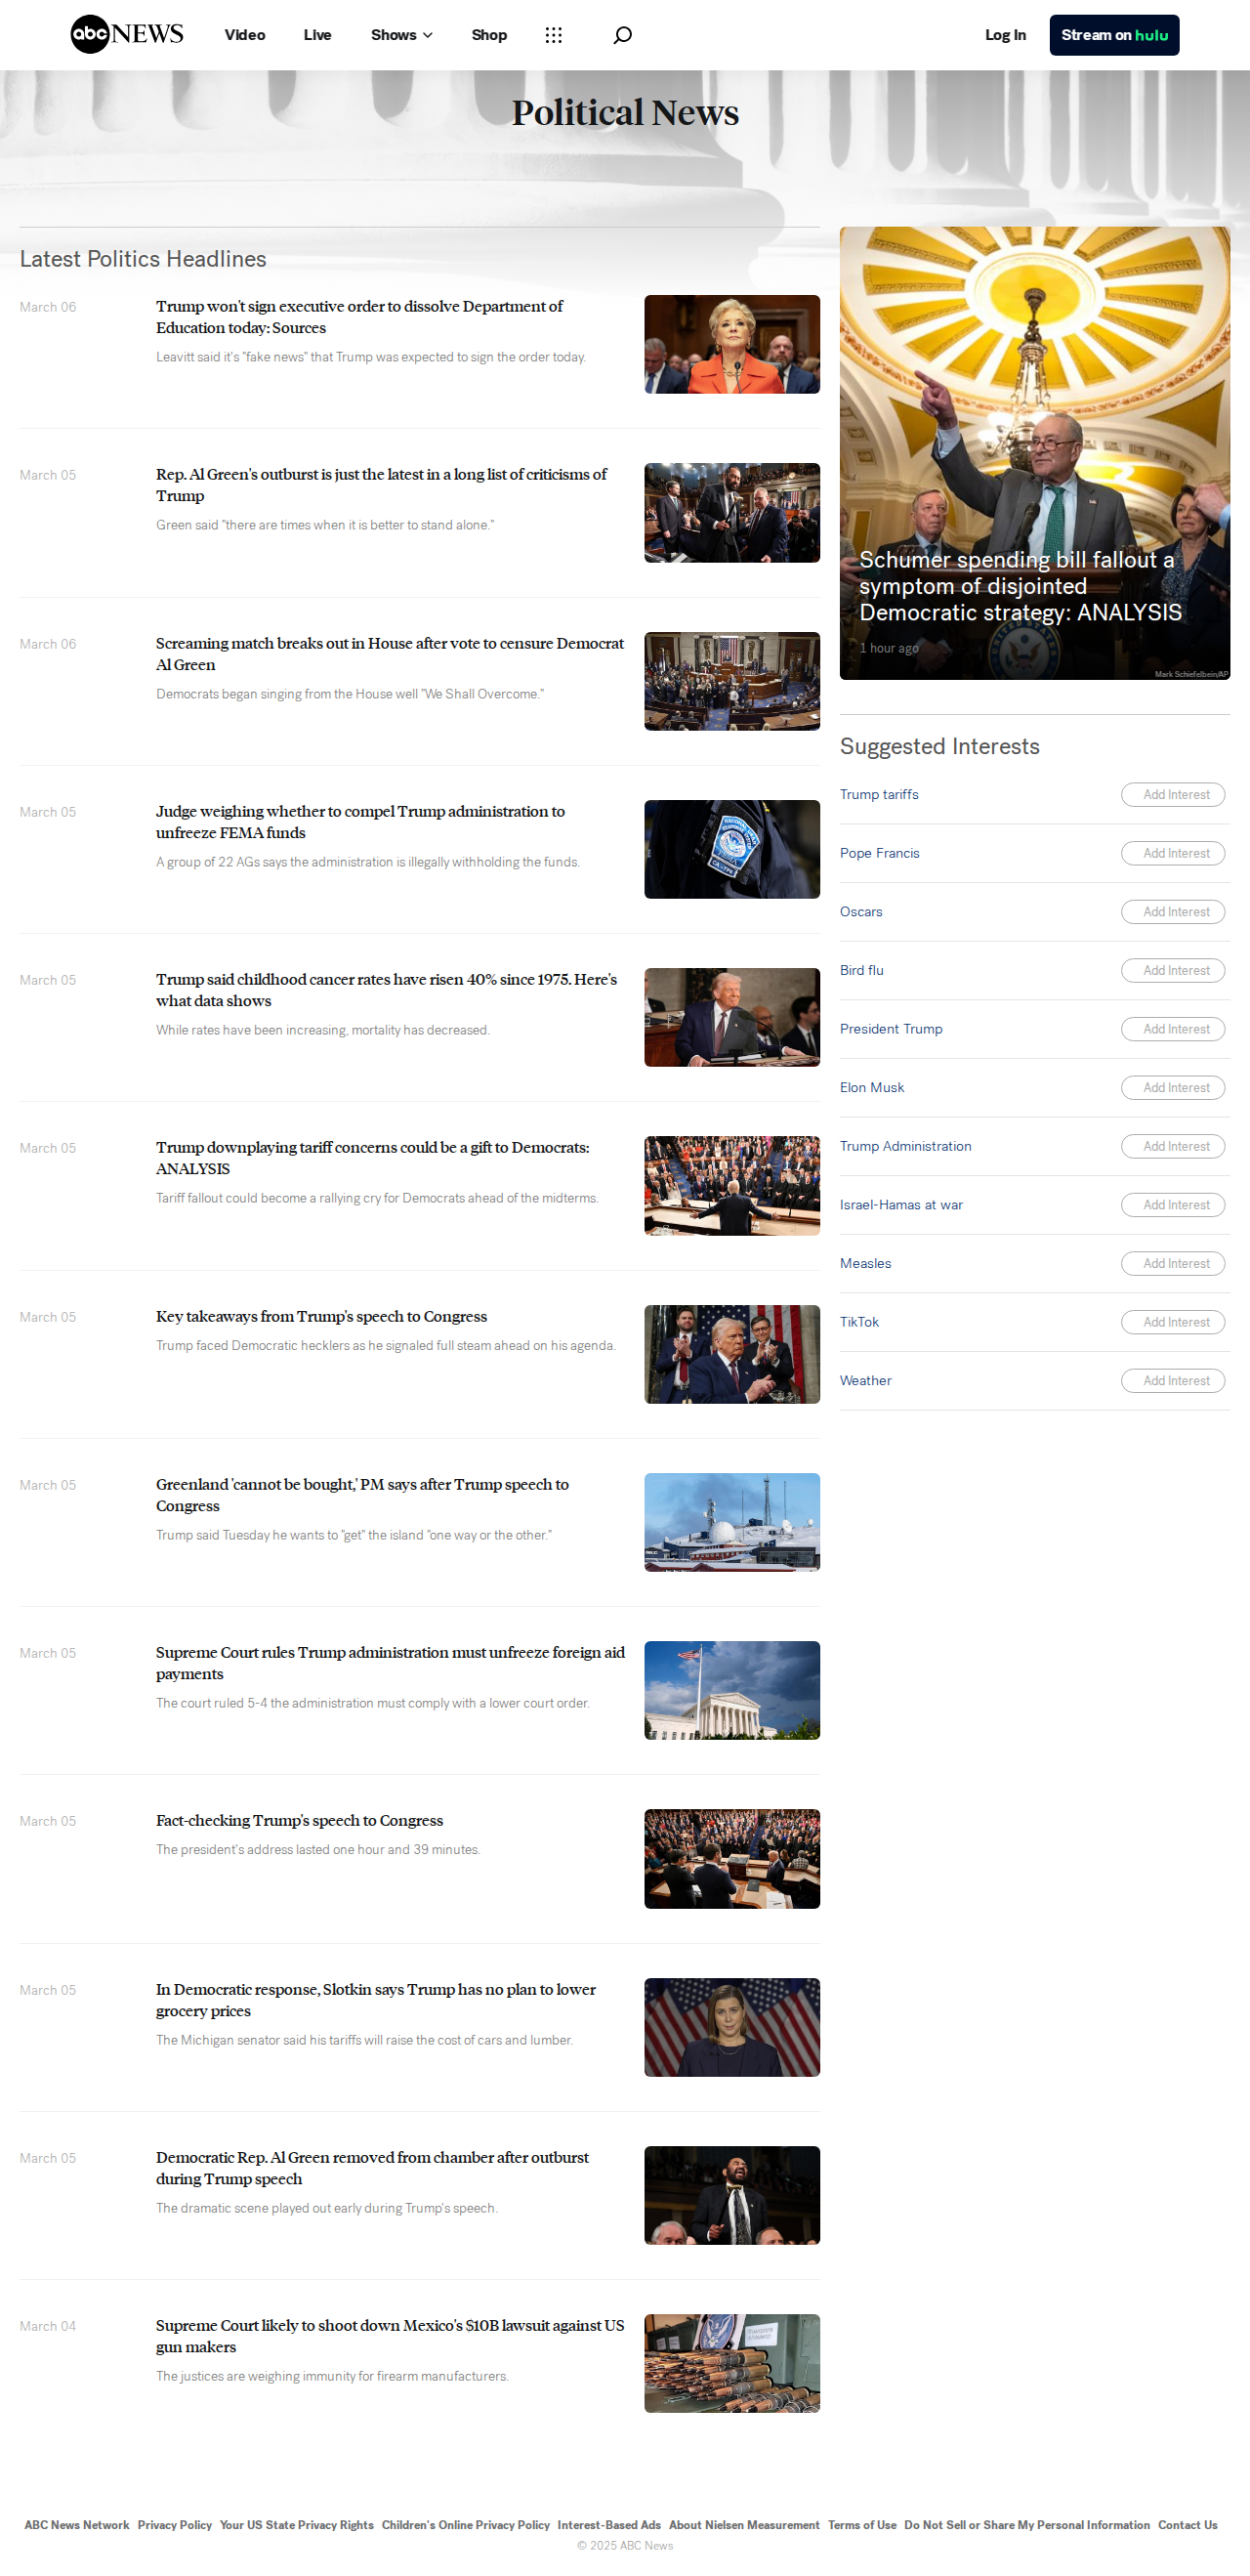 abc NEWS Video Live Shows Shop Log In Stream on hulu
Political News
Latest Politics Headlines
March 06
Trump won't sign executive order to dissolve Department of
Education today: Sources
Leavitt said it's "fake news" that Trump was expected to sign the order today.
March 05
Rep. Al Green's outburst is just the latest in a long list of criticisms of
Trump
Green said "there are times when it is better to stand alone."
March 06
Screaming match breaks out in House after vote to censure Democrat
Al Green
Democrats began singing from the House well "We Shall Overcome."
March 05
Judge weighing whether to compel Trump administration to
unfreeze FEMA funds
A group of 22 AGs says the administration is illegally withholding the funds.
March 05
Trump said childhood cancer rates have risen 40% since 1975. Here's
what data shows
While rates have been increasing, mortality has decreased.
March 05
Trump downplaying tariff concerns could be a gift to Democrats:
ANALYSIS
Tariff fallout could become a rallying cry for Democrats ahead of the midterms.
March 05
Key takeaways from Trump's speech to Congress
Trump faced Democratic hecklers as he signaled full steam ahead on his agenda.
March 05
Greenland 'cannot be bought,' PM says after Trump speech to
Congress
Trump said Tuesday he wants to "get" the island "one way or the other."
March 05
Supreme Court rules Trump administration must unfreeze foreign aid
payments
The court ruled 5-4 the administration must comply with a lower court order.
March 05
Fact-checking Trump's speech to Congress
The president's address lasted one hour and 39 minutes.
March 05
In Democratic response, Slotkin says Trump has no plan to lower
grocery prices
The Michigan senator said his tariffs will raise the cost of cars and lumber.
March 05
Democratic Rep. Al Green removed from chamber after outburst
during Trump speech
The dramatic scene played out early during Trump's speech.
March 04
Supreme Court likely to shoot down Mexico's $10B lawsuit against US
gun makers
The justices are weighing immunity for firearm manufacturers.
Schumer spending bill fallout a
symptom of disjointed
Democratic strategy: ANALYSIS
1 hour ago
Mark Schiefelbein/AP
Suggested Interests
Trump tariffs Add Interest
Pope Francis Add Interest
Oscars Add Interest
Bird flu Add Interest
President Trump Add Interest
Elon Musk Add Interest
Trump Administration Add Interest
Israel-Hamas at war Add Interest
Measles Add Interest
TikTok Add Interest
Weather Add Interest
ABC News Network Privacy Policy Your US State Privacy Rights Children's Online Privacy Policy Interest-Based Ads About Nielsen Measurement Terms of Use Do Not Sell or Share My Personal Information Contact Us
© 2025 ABC News